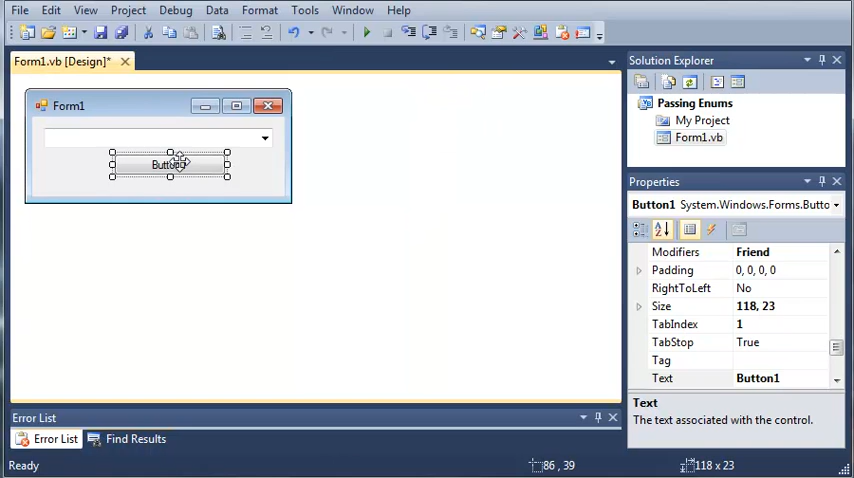 File Edit View Project Debug Data Format Tools Window Help
Form1.vb [Design]*
Form1
Button1
Solution Explorer
Passing Enums
My Project
Form1.vb
Properties
Button1 System.Windows.Forms.Butto
Modifiers Friend
Padding 0, 0, 0, 0
RightToLeft No
Size 118, 23
TabIndex 1
TabStop True
Tag
Text Button1
Text
The text associated with the control.
Error List
Error List Find Results
Ready 86 , 39 118 x 23